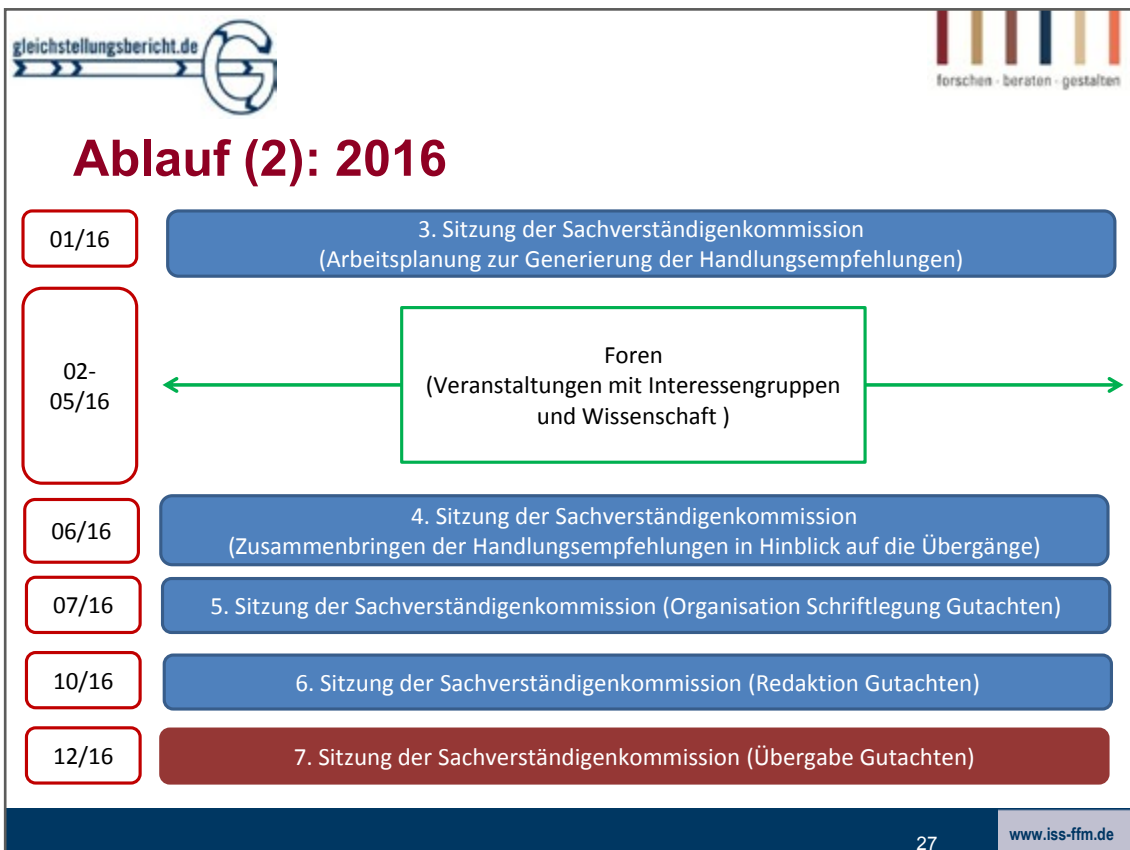 gleichstellungsbericht.de
G
forschen · beraten · gestalten
Ablauf (2): 2016
01/16
3. Sitzung der Sachverständigenkommission
(Arbeitsplanung zur Generierung der Handlungsempfehlungen)
02-
05/16
Foren
(Veranstaltungen mit Interessengruppen
und Wissenschaft )
06/16
4. Sitzung der Sachverständigenkommission
(Zusammenbringen der Handlungsempfehlungen in Hinblick auf die Übergänge)
07/16
5. Sitzung der Sachverständigenkommission (Organisation Schriftlegung Gutachten)
10/16
6. Sitzung der Sachverständigenkommission (Redaktion Gutachten)
12/16
7. Sitzung der Sachverständigenkommission (Übergabe Gutachten)
27
www.iss-ffm.de